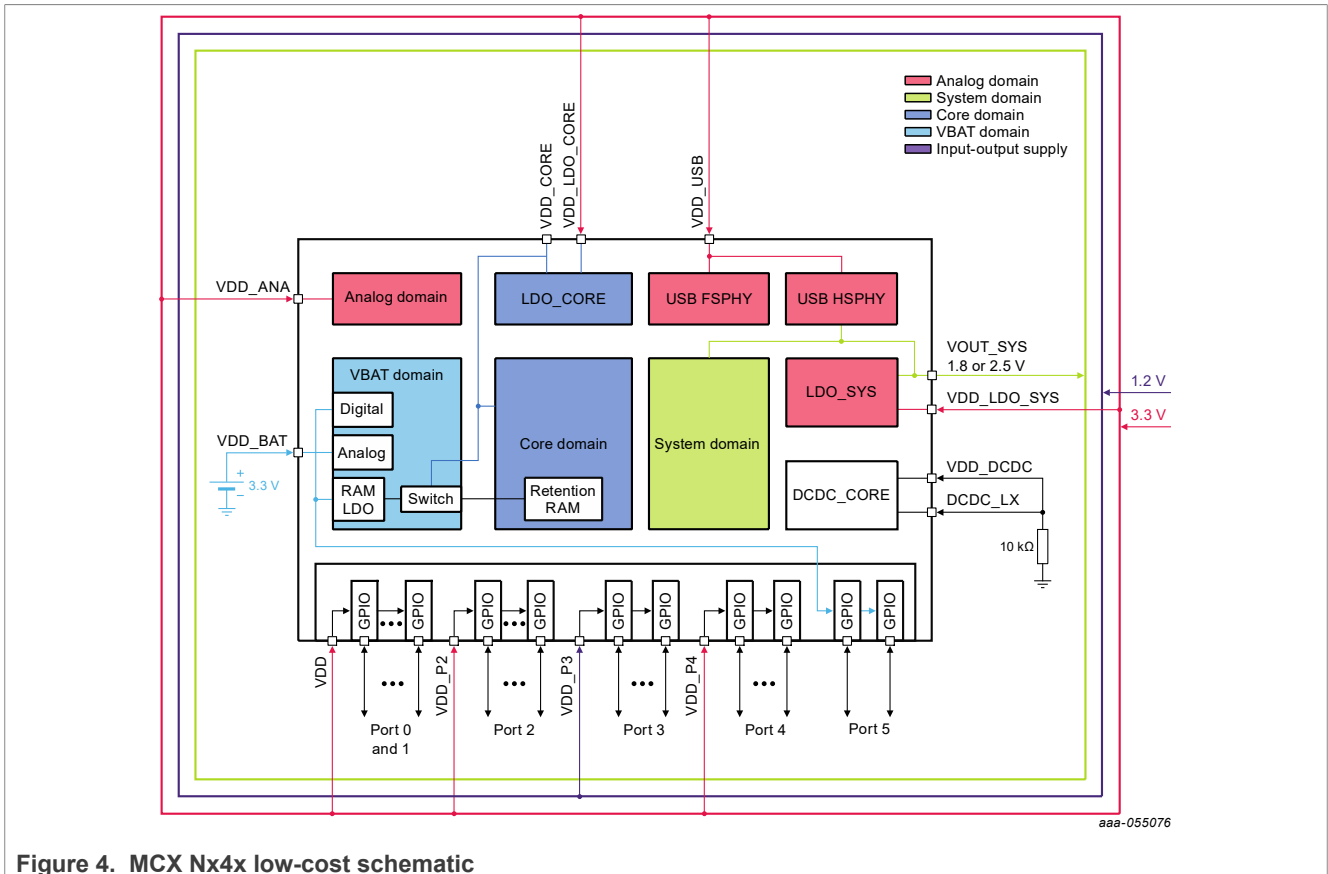 Analog domain
System domain
Core domain
VBAT domain
Input-output supply
VDD_CORE
VDD_LDO_CORE
VDD_USB
VDD_ANA
Analog domain
LDO_CORE
USB FSPHY
USB HSPHY
VOUT_SYS
1.8 or 2.5 V
1.2 V
VDD_LDO_SYS
3.3 V
VBAT domain
Digital
Analog
RAM
LDO
Switch
Core domain
Retention
RAM
System domain
LDO_SYS
DCDC_CORE
VDD_BAT
+
3.3 V
−
VDD_DCDC
DCDC_LX
10 kΩ
GPIO
•••
GPIO
GPIO
•••
GPIO
GPIO
GPIO
GPIO
GPIO
GPIO
GPIO
VDD
•••
VDD_P2
•••
VDD_P3
•••
VDD_P4
•••
Port 0
and 1
Port 2
Port 3
Port 4
Port 5
aaa-055076
Figure 4. MCX Nx4x low-cost schematic